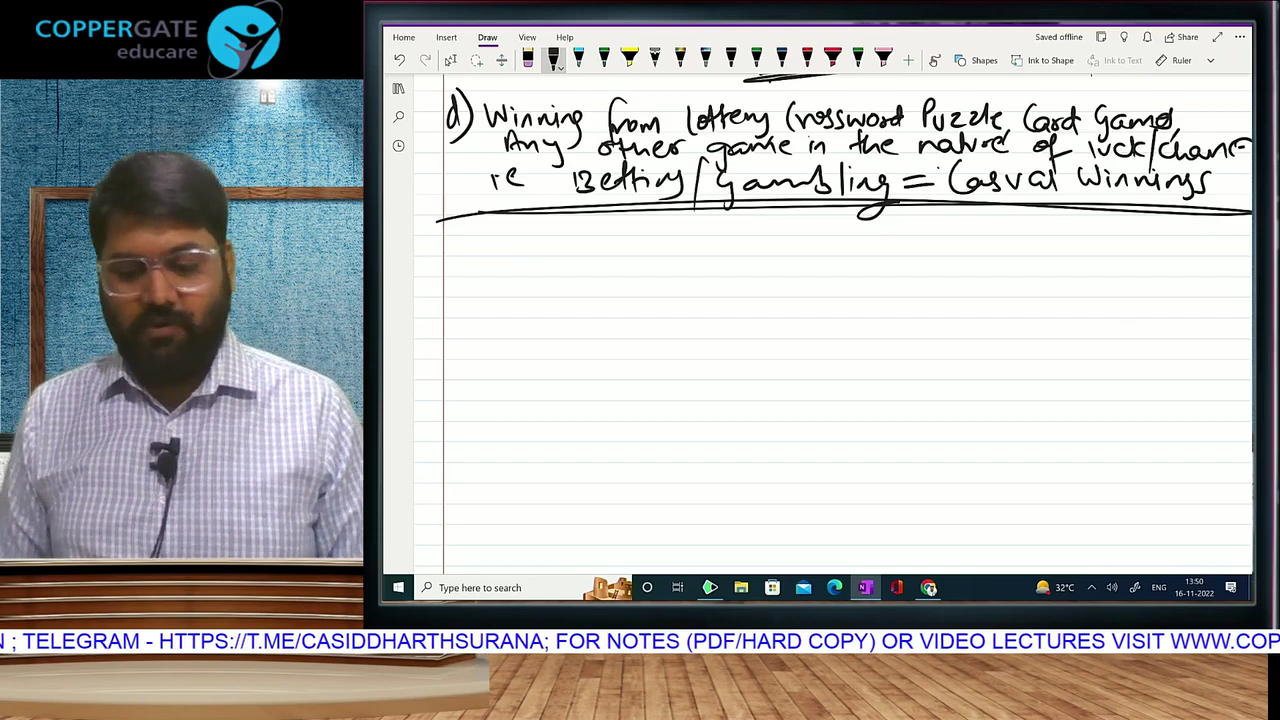 COPPERGATE
educare
Home Insert Draw View Help
Saved offline
Share
Shapes
Ink to Shape
Ink to Text
Ruler
d) Winning from lottery Crossword Puzzle Card Game,
Any other game in the nature of luck/chance
ie Betting/Gambling = Casual Winnings
Type here to search
32°C
ENG
13:50
16-11-2022
N ; TELEGRAM - HTTPS://T.ME/CASIDDHARTHSURANA; FOR NOTES (PDF/HARD COPY) OR VIDEO LECTURES VISIT WWW.COP